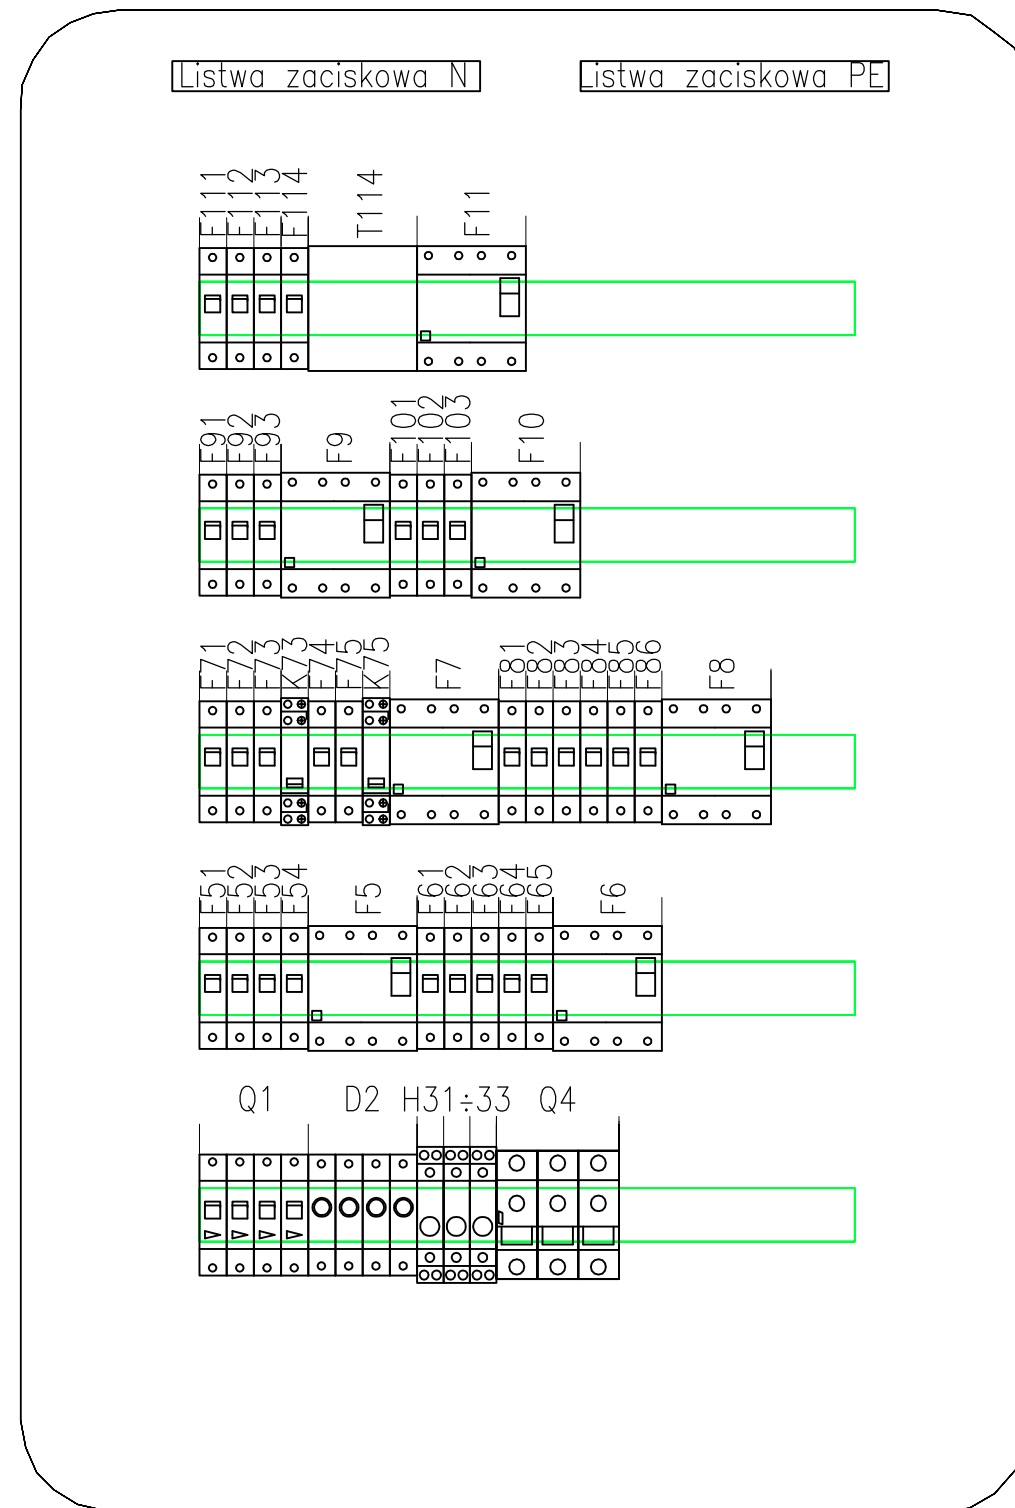 Listwa zaciskowa N
Listwa zaciskowa PE
F111 F112 F113 F114 T114 F11
F91 F92 F93 F9 F101 F102 F103 F10
F71 F72 F73 K73 F74 F75 K75 F7 F81 F82 F83 F84 F85 F86 F8
F51 F52 F53 F54 F5 F61 F62 F63 F64 F65 F6
Q1 D2 H31÷33 Q4